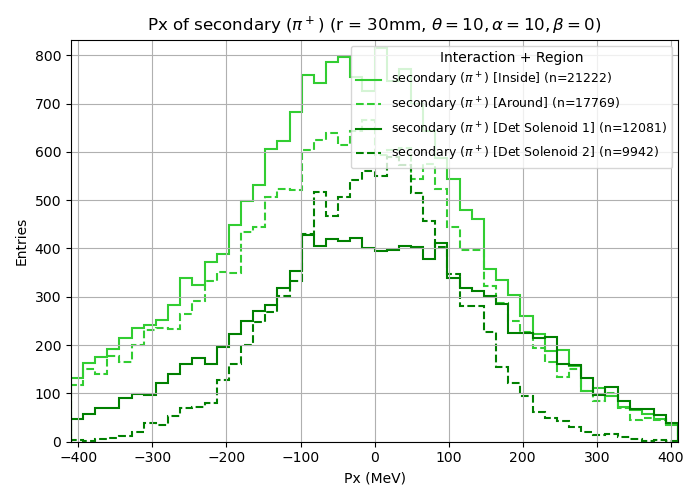 Px of secondary (π⁺) (r = 30mm, θ = 10, α = 10, β = 0)
Interaction + Region
secondary (π⁺) [Inside] (n=21222)
secondary (π⁺) [Around] (n=17769)
secondary (π⁺) [Det Solenoid 1] (n=12081)
secondary (π⁺) [Det Solenoid 2] (n=9942)
Entries
800
700
600
500
400
300
200
100
0
−400 −300 −200 −100 0 100 200 300 400
Px (MeV)